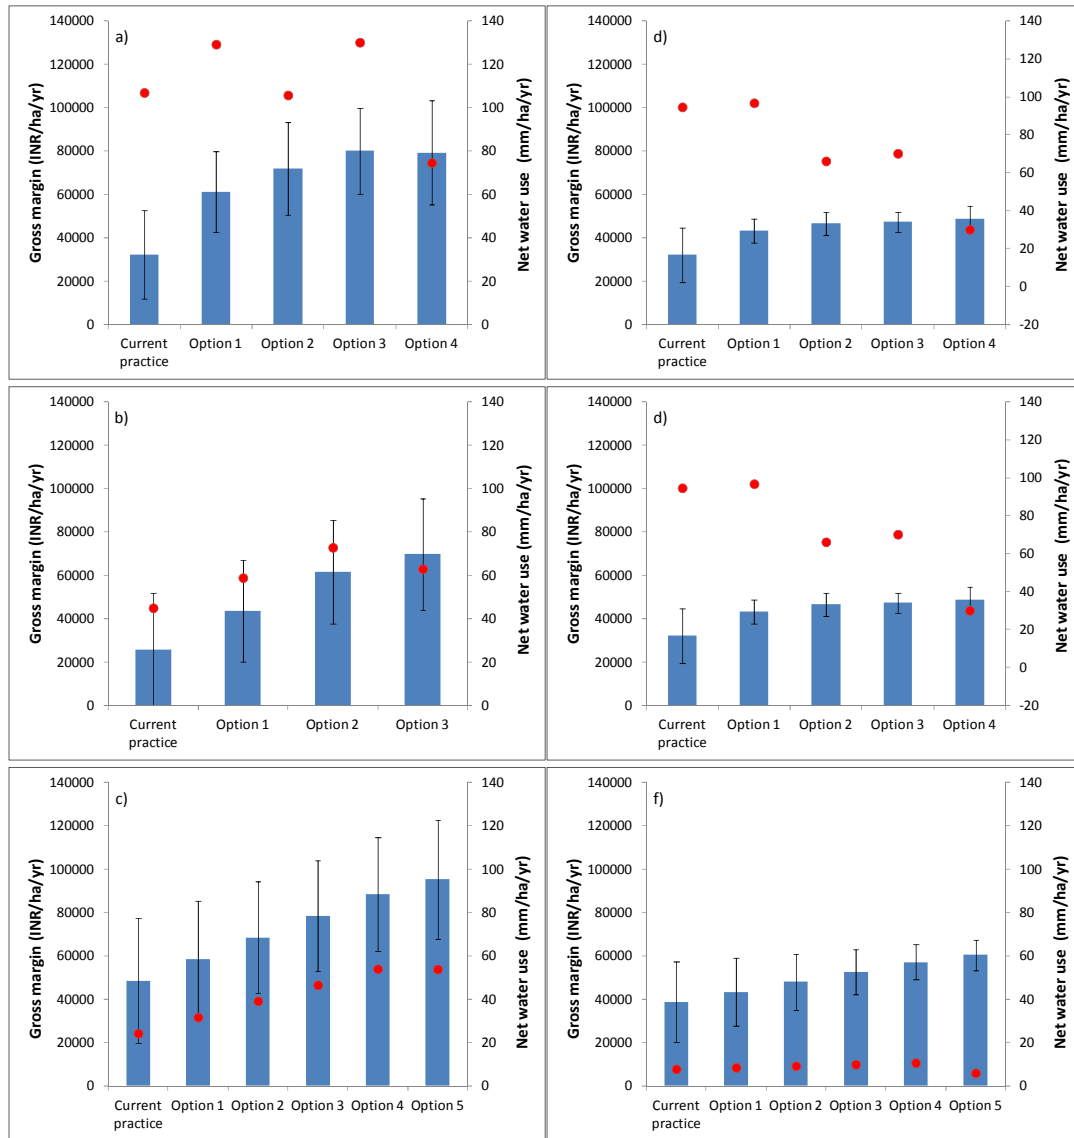 a)
Gross margin (INR/ha/yr)
140000
120000
100000
80000
60000
40000
20000
0
Net water use (mm/ha/yr)
140
120
100
80
60
40
20
0
Current practice
Option 1
Option 2
Option 3
Option 4
d)
Gross margin (INR/ha/yr)
140000
120000
100000
80000
60000
40000
20000
0
Net water use (mm/ha/yr)
140
120
100
80
60
40
20
0
-20
Current practice
Option 1
Option 2
Option 3
Option 4
b)
Gross margin (INR/ha/yr)
140000
120000
100000
80000
60000
40000
20000
0
Net water use (mm/ha/yr)
140
120
100
80
60
40
20
0
Current practice
Option 1
Option 2
Option 3
d)
Gross margin (INR/ha/yr)
140000
120000
100000
80000
60000
40000
20000
0
Net water use (mm/ha/yr)
140
120
100
80
60
40
20
0
-20
Current practice
Option 1
Option 2
Option 3
Option 4
c)
Gross margin (INR/ha/yr)
140000
120000
100000
80000
60000
40000
20000
0
Net water use (mm/ha/yr)
140
120
100
80
60
40
20
0
Current practice
Option 1
Option 2
Option 3
Option 4
Option 5
f)
Gross margin (INR/ha/yr)
140000
120000
100000
80000
60000
40000
20000
0
Net water use (mm/ha/yr)
140
120
100
80
60
40
20
0
Current practice
Option 1
Option 2
Option 3
Option 4
Option 5